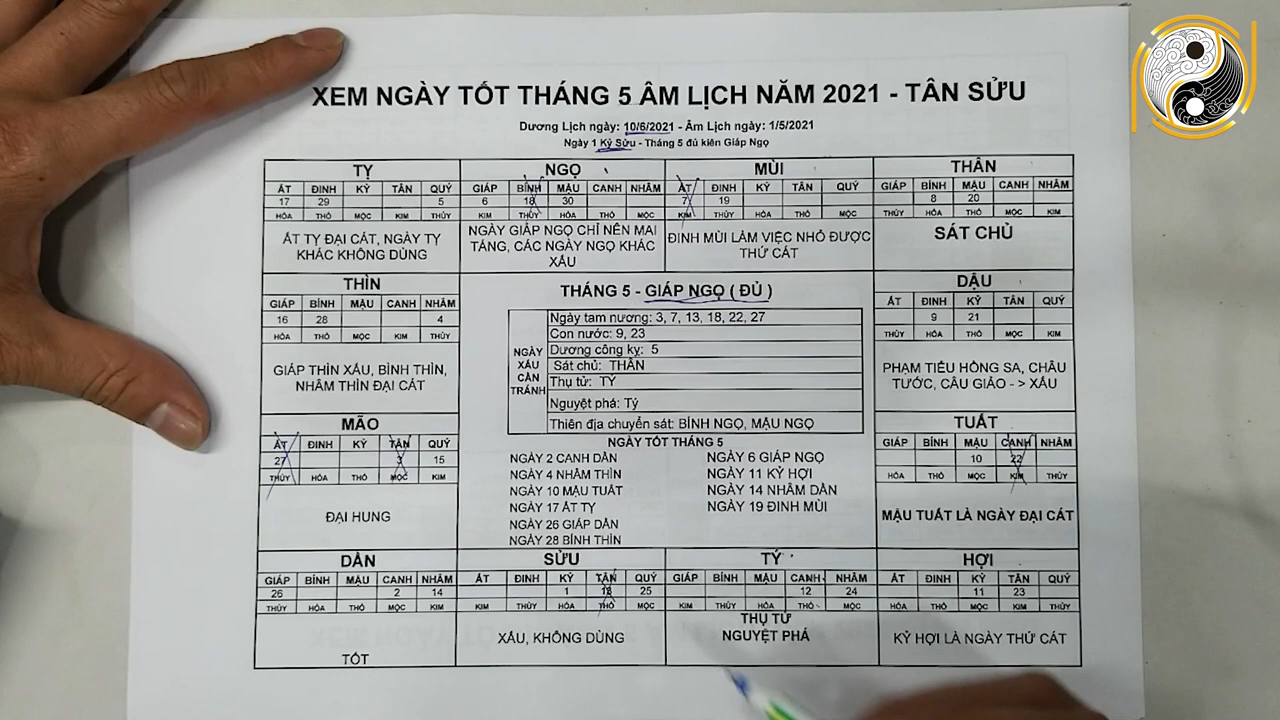 XEM NGÀY TỐT THÁNG 5 ÂM LỊCH NĂM 2021 - TÂN SỬU
Dương Lịch ngày: 10/6/2021 - Âm Lịch ngày: 1/5/2021
Ngày 1 Kỷ Sửu - Tháng 5 đủ kiên Giáp Ngọ
TỴ
ẤT ĐINH KỶ TÂN QUÝ
17 29 5
HỎA THỔ MỘC KIM THỦY
ẤT TỴ ĐẠI CÁT, NGÀY TỴ
KHÁC KHÔNG DÙNG
NGỌ
GIÁP BÍNH MẬU CANH NHÂM
6 18 30
KIM THỦY HỎA THỔ MỘC
NGÀY GIÁP NGỌ CHỈ NÊN MAI
TÁNG, CÁC NGÀY NGỌ KHÁC
XẤU
MÙI
ẤT ĐINH KỶ TÂN QUÝ
7 19
KIM THỦY HỎA THỔ MỘC
ĐINH MÙI LÀM VIỆC NHỎ ĐƯỢC
THỨ CÁT
THÂN
GIÁP BÍNH MẬU CANH NHÂM
8 20
THỦY HỎA THỔ MỘC KIM
SÁT CHỦ
THÌN
GIÁP BÍNH MẬU CANH NHÂM
16 28 4
HỎA THỔ MỘC KIM THỦY
GIÁP THÌN XẤU, BÍNH THÌN,
NHÂM THÌN ĐẠI CÁT
THÁNG 5 - GIÁP NGỌ ( ĐỦ )
NGÀY
XẤU
CẦN
TRÁNH
Ngày tam nương: 3, 7, 13, 18, 22, 27
Con nước: 9, 23
Dương công kỵ: 5
Sát chủ: THÂN
Thụ tử: TÝ
Nguyệt phá: Tý
Thiên địa chuyển sát: BÍNH NGỌ, MẬU NGỌ
NGÀY TỐT THÁNG 5
NGÀY 2 CANH DẦN
NGÀY 4 NHÂM THÌN
NGÀY 10 MẬU TUẤT
NGÀY 17 ẤT TỴ
NGÀY 26 GIÁP DẦN
NGÀY 28 BÍNH THÌN
NGÀY 6 GIÁP NGỌ
NGÀY 11 KỶ HỢI
NGÀY 14 NHÂM DẦN
NGÀY 19 ĐINH MÙI
DẬU
ẤT ĐINH KỶ TÂN QUÝ
9 21
THỦY HỎA THỔ MỘC KIM
PHẠM TIỂU HỒNG SA, CHÂU
TƯỚC, CÂU GIẢO -> XẤU
MÃO
ẤT ĐINH KỶ TÂN QUÝ
27 3 15
THỦY HỎA THỔ MỘC KIM
ĐẠI HUNG
TUẤT
GIÁP BÍNH MẬU CANH NHÂM
10 22
HỎA THỔ MỘC KIM THỦY
MẬU TUẤT LÀ NGÀY ĐẠI CÁT
DẦN
GIÁP BÍNH MẬU CANH NHÂM
26 2 14
THỦY HỎA THỔ MỘC KIM
TỐT
SỬU
ẤT ĐINH KỶ TÂN QUÝ
1 25
KIM THỦY HỎA THỔ MỘC
XẤU, KHÔNG DÙNG
TÝ
GIÁP BÍNH MẬU CANH NHÂM
12 24
KIM THỦY HỎA THỔ MỘC
THỤ TỬ
NGUYỆT PHÁ
HỢI
ẤT ĐINH KỶ TÂN QUÝ
11 23
HỎA THỔ MỘC KIM THỦY
KỶ HỢI LÀ NGÀY THỨ CÁT